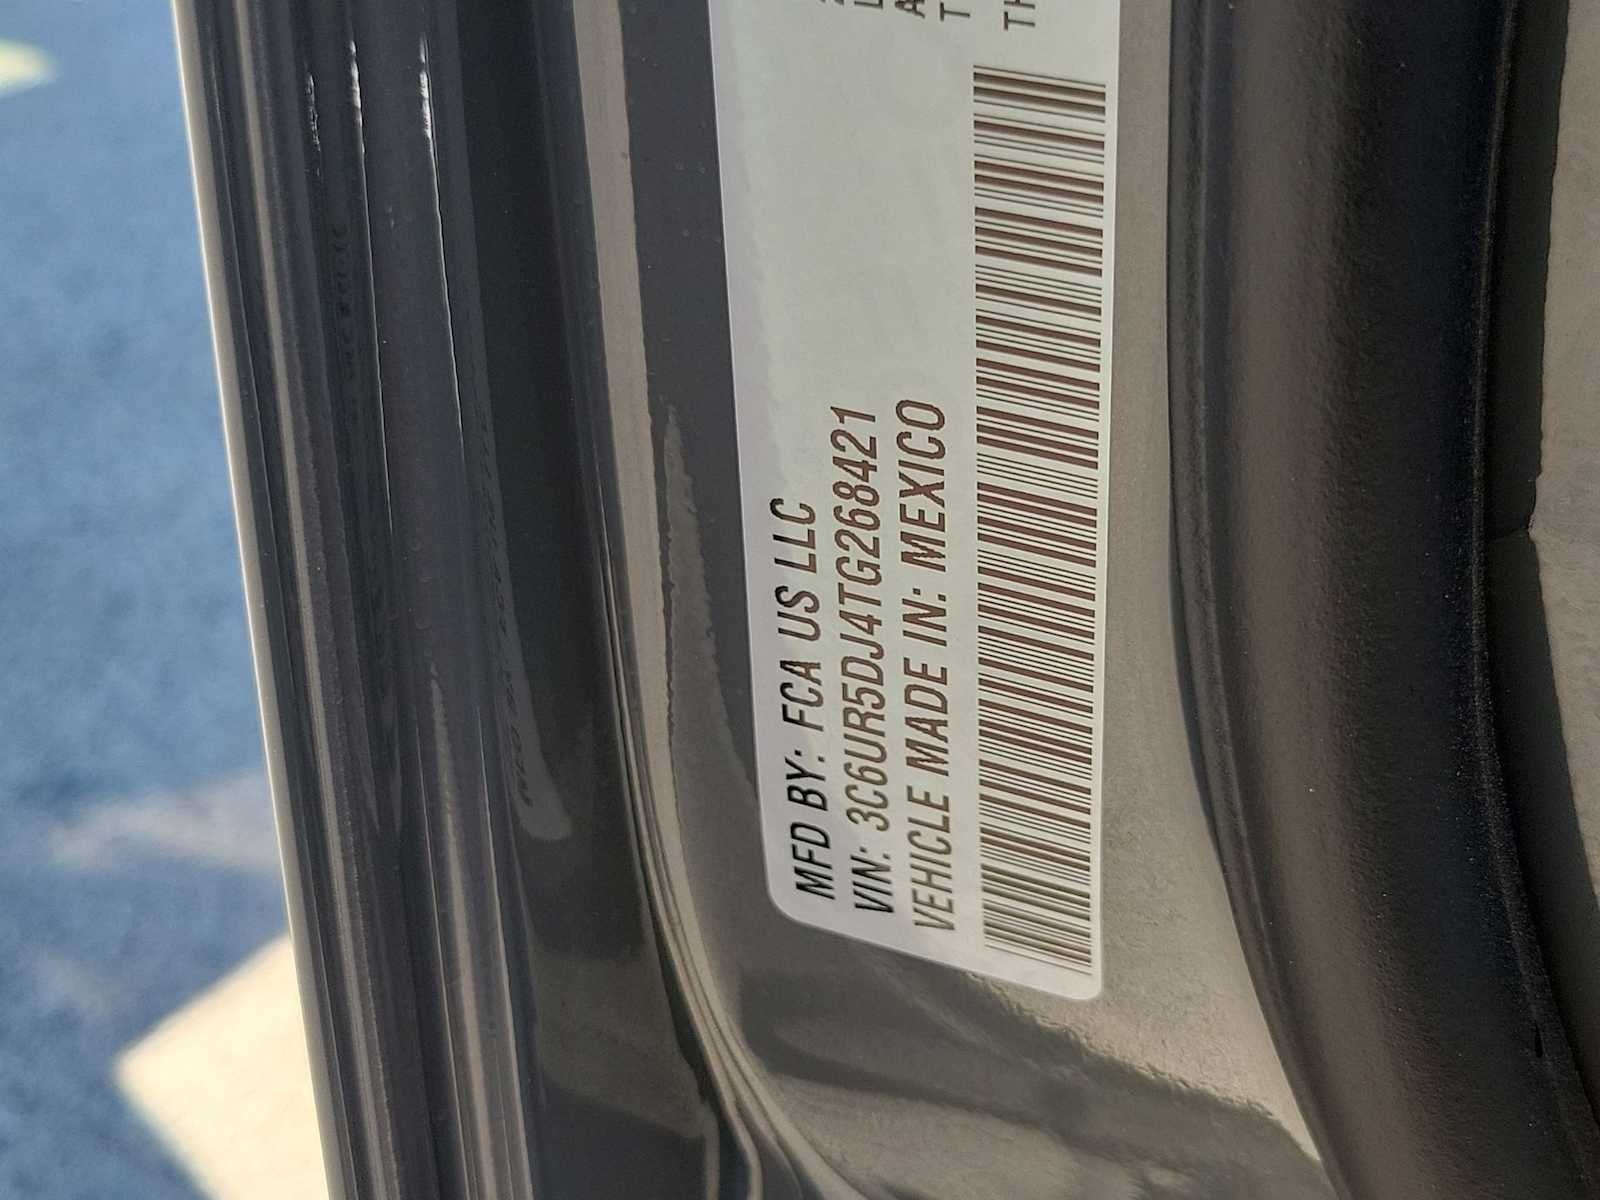 MFD BY: FCA US LLC
VIN: 3C6UR5DJ4TG268421
VEHICLE MADE IN: MEXICO